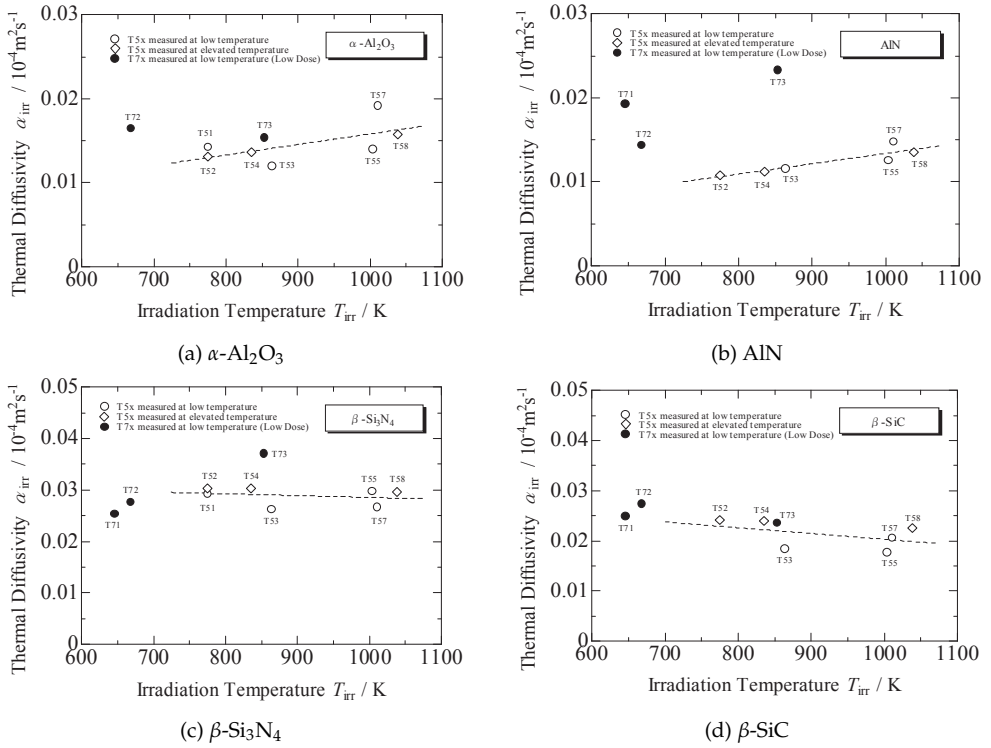 α-Al2O3
○ T5x measured at low temperature
◇ T5x measured at elevated temperature
● T7x measured at low temperature (Low Dose)
Thermal Diffusivity αirr / 10-4m2s-1
0.03
0.02
0.01
0
T72
T51
T52
T54
T73
T53
T57
T55
T58
600 700 800 900 1000 1100
Irradiation Temperature Tirr / K
(a) α-Al2O3
AlN
○ T5x measured at low temperature
◇ T5x measured at elevated temperature
● T7x measured at low temperature (Low Dose)
Thermal Diffusivity αirr / 10-4m2s-1
0.03
0.02
0.01
0
T71
T72
T73
T52
T54
T53
T57
T55
T58
600 700 800 900 1000 1100
Irradiation Temperature Tirr / K
(b) AlN
β-Si3N4
○ T5x measured at low temperature
◇ T5x measured at elevated temperature
● T7x measured at low temperature (Low Dose)
Thermal Diffusivity αirr / 10-4m2s-1
0.05
0.04
0.03
0.02
0.01
0
T73
T72
T71
T52
T51
T54
T53
T55
T57
T58
600 700 800 900 1000 1100
Irradiation Temperature Tirr / K
(c) β-Si3N4
β-SiC
○ T5x measured at low temperature
◇ T5x measured at elevated temperature
● T7x measured at low temperature (Low Dose)
Thermal Diffusivity αirr / 10-4m2s-1
0.05
0.04
0.03
0.02
0.01
0
T72
T71
T52
T54
T73
T53
T57
T58
T55
600 700 800 900 1000 1100
Irradiation Temperature Tirr / K
(d) β-SiC